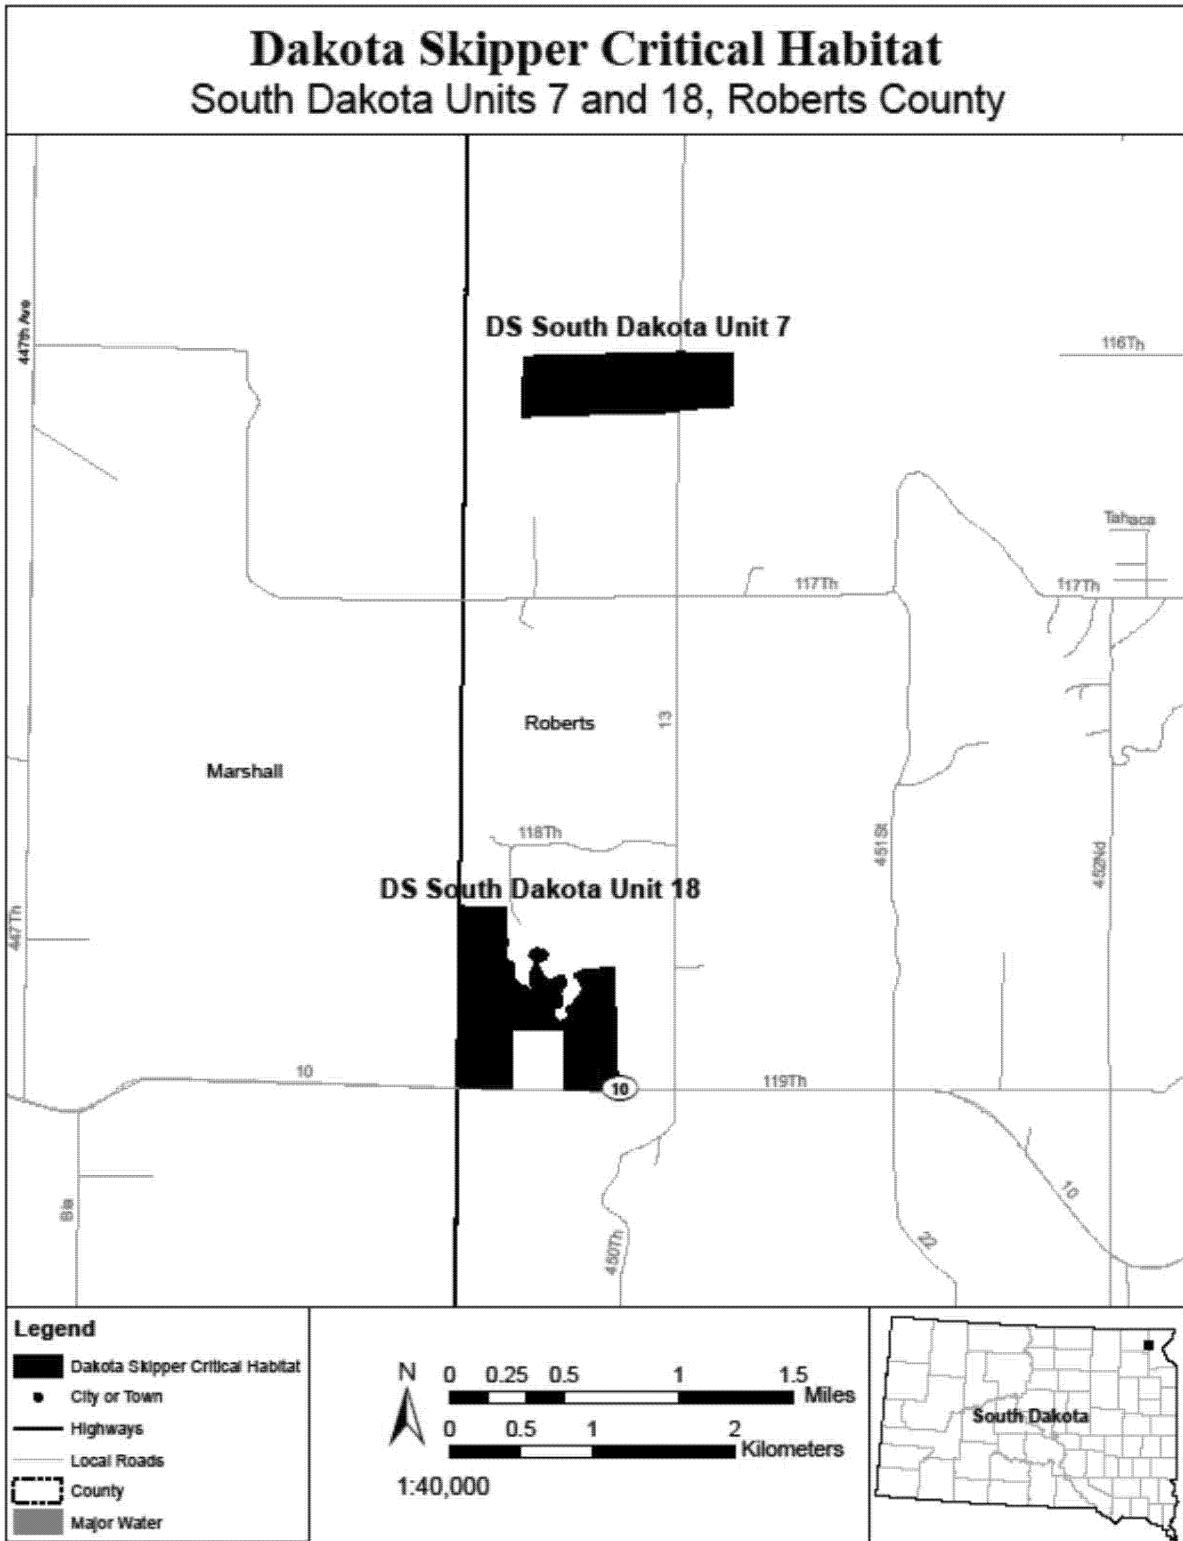 Dakota Skipper Critical Habitat
South Dakota Units 7 and 18, Roberts County
447th Ave
DS South Dakota Unit 7
116Th
Tahaca
117Th
117Th
13
Roberts
Marshall
118Th
451St
452Nd
DS South Dakota Unit 18
447Th
10
10
119Th
10
BIa
450Th
22
Legend
Dakota Skipper Critical Habitat
City or Town
Highways
Local Roads
County
Major Water
N
0 0.25 0.5 1 1.5
Miles
0 0.5 1 2
Kilometers
1:40,000
South Dakota